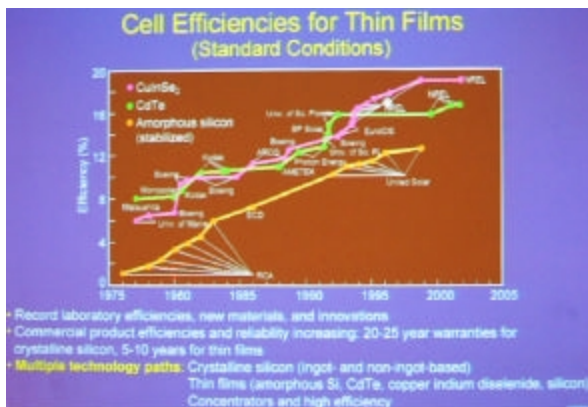 Cell Efficiencies for Thin Films
(Standard Conditions)
20
16
12
8
4
0
Efficiency (%)
CuInSe₂
CdTe
Amorphous silicon
(stabilized)
NREL
NREL
Univ. of So. Florida
BP Solar
EuroCIS
Boeing
Boeing
ARCO
Kodak
Photon Energy
AMETEK
Boeing
Boeing
Monosolar
Kodak
Matsushita
Boeing
Univ. of Maine
ECD
United Solar
RCA
1975 1980 1985 1990 1995 2000 2005
• Record laboratory efficiencies, new materials, and innovations
• Commercial product efficiencies and reliability increasing: 20-25 year warranties for
crystalline silicon, 5-10 years for thin films
• Multiple technology paths: Crystalline silicon (ingot- and non-ingot-based)
Thin films (amorphous Si, CdTe, copper indium diselenide, silicon)
Concentrators and high efficiency